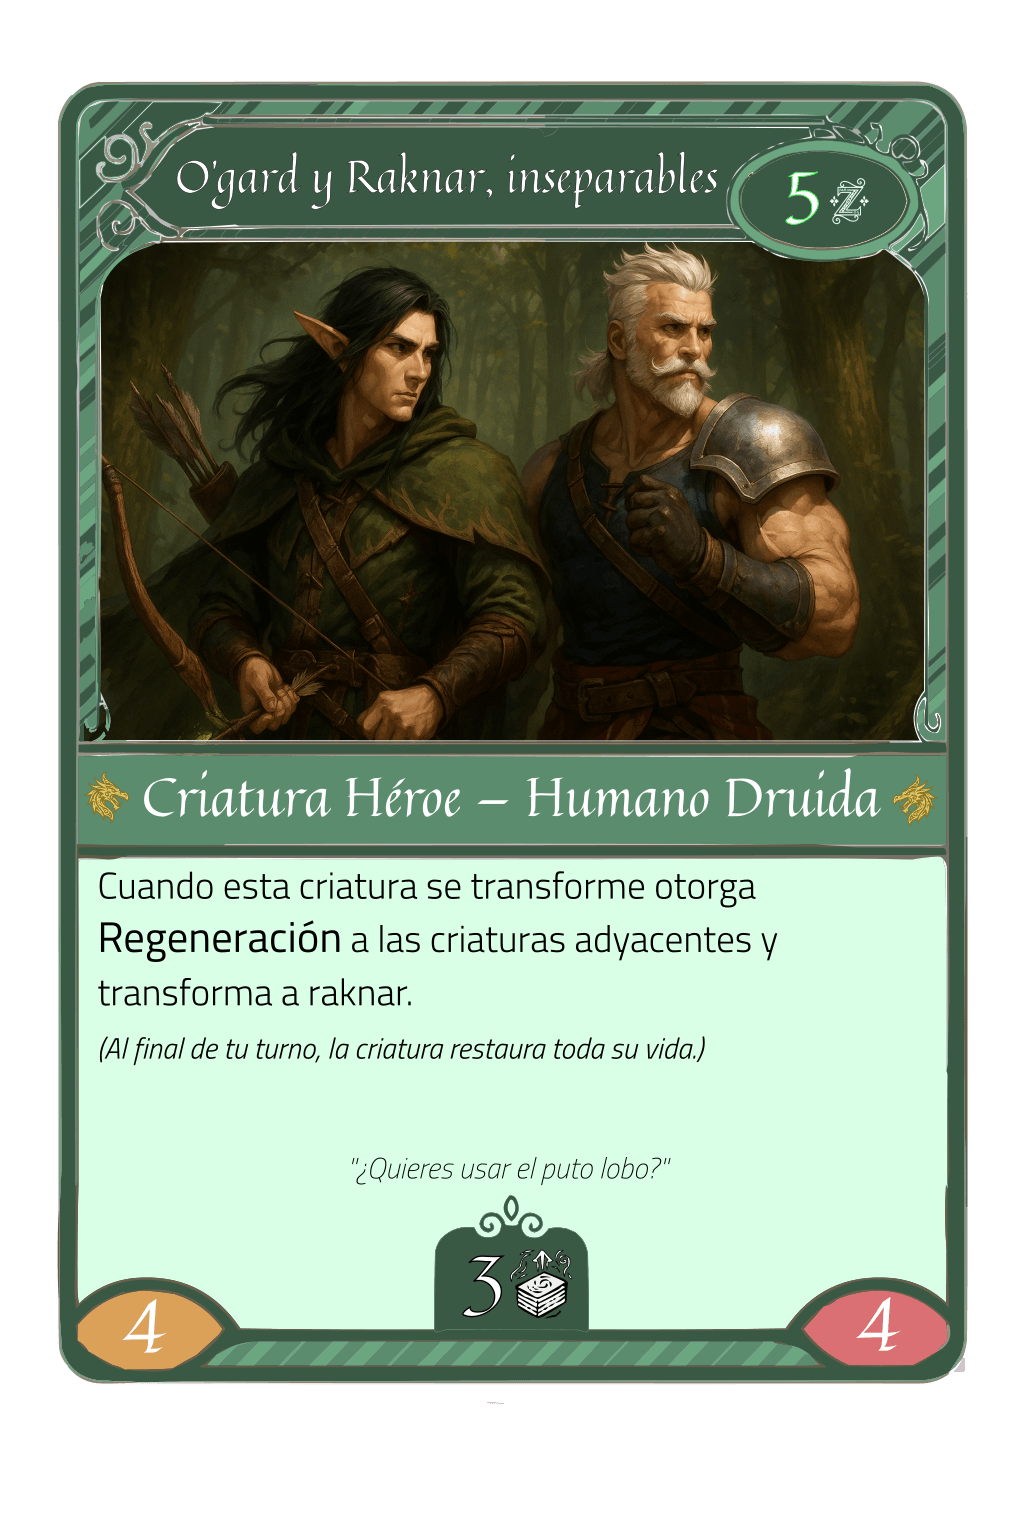 O'gard y Raknar, inseparables
5 Z
Criatura Héroe – Humano Druida
Cuando esta criatura se transforme otorga
Regeneración a las criaturas adyacentes y
transforma a raknar.
(Al final de tu turno, la criatura restaura toda su vida.)
"¿Quieres usar el puto lobo?"
3
4
4